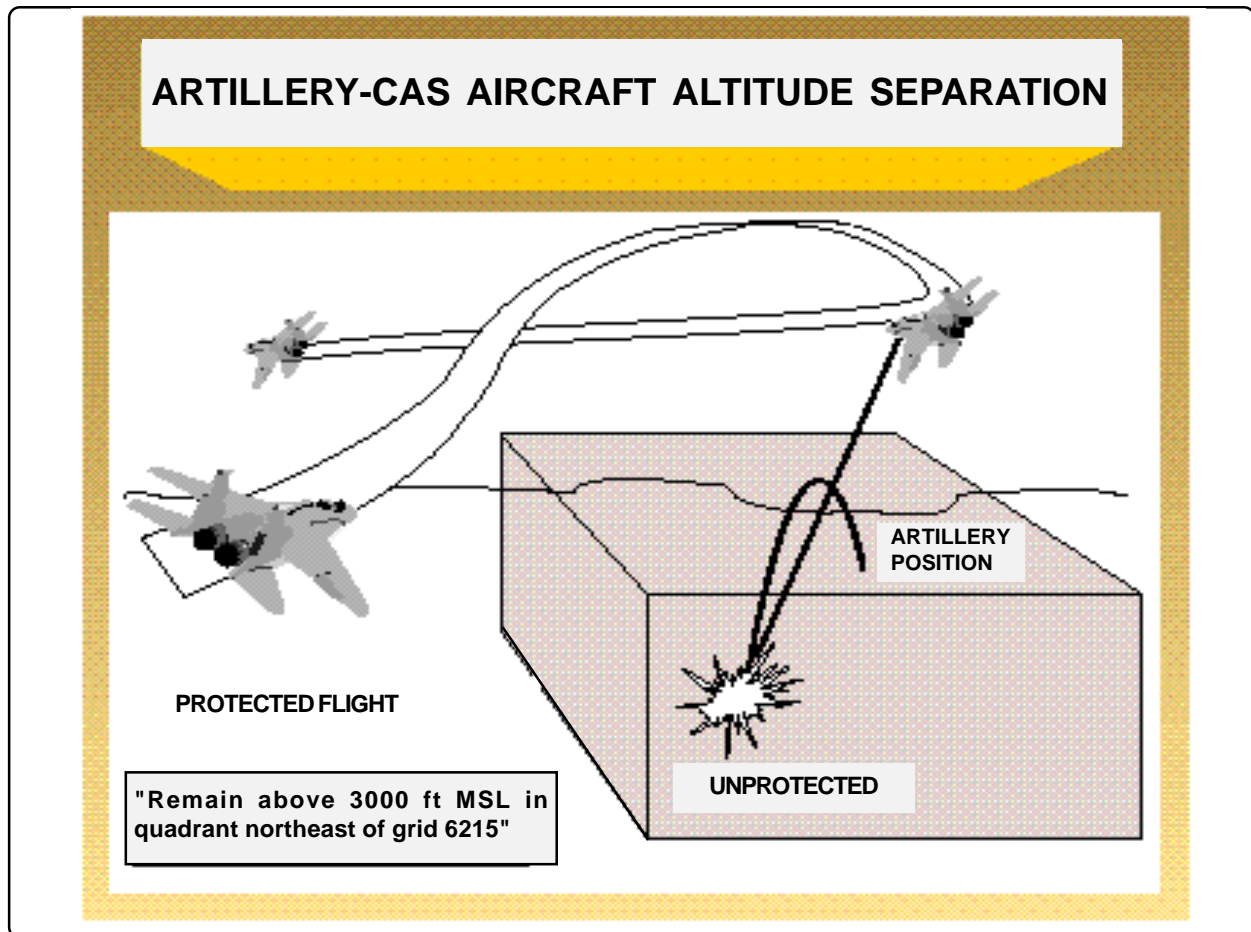 ARTILLERY-CAS AIRCRAFT ALTITUDE SEPARATION
ARTILLERY
POSITION
PROTECTED FLIGHT
UNPROTECTED
"Remain above 3000 ft MSL in
quadrant northeast of grid 6215"